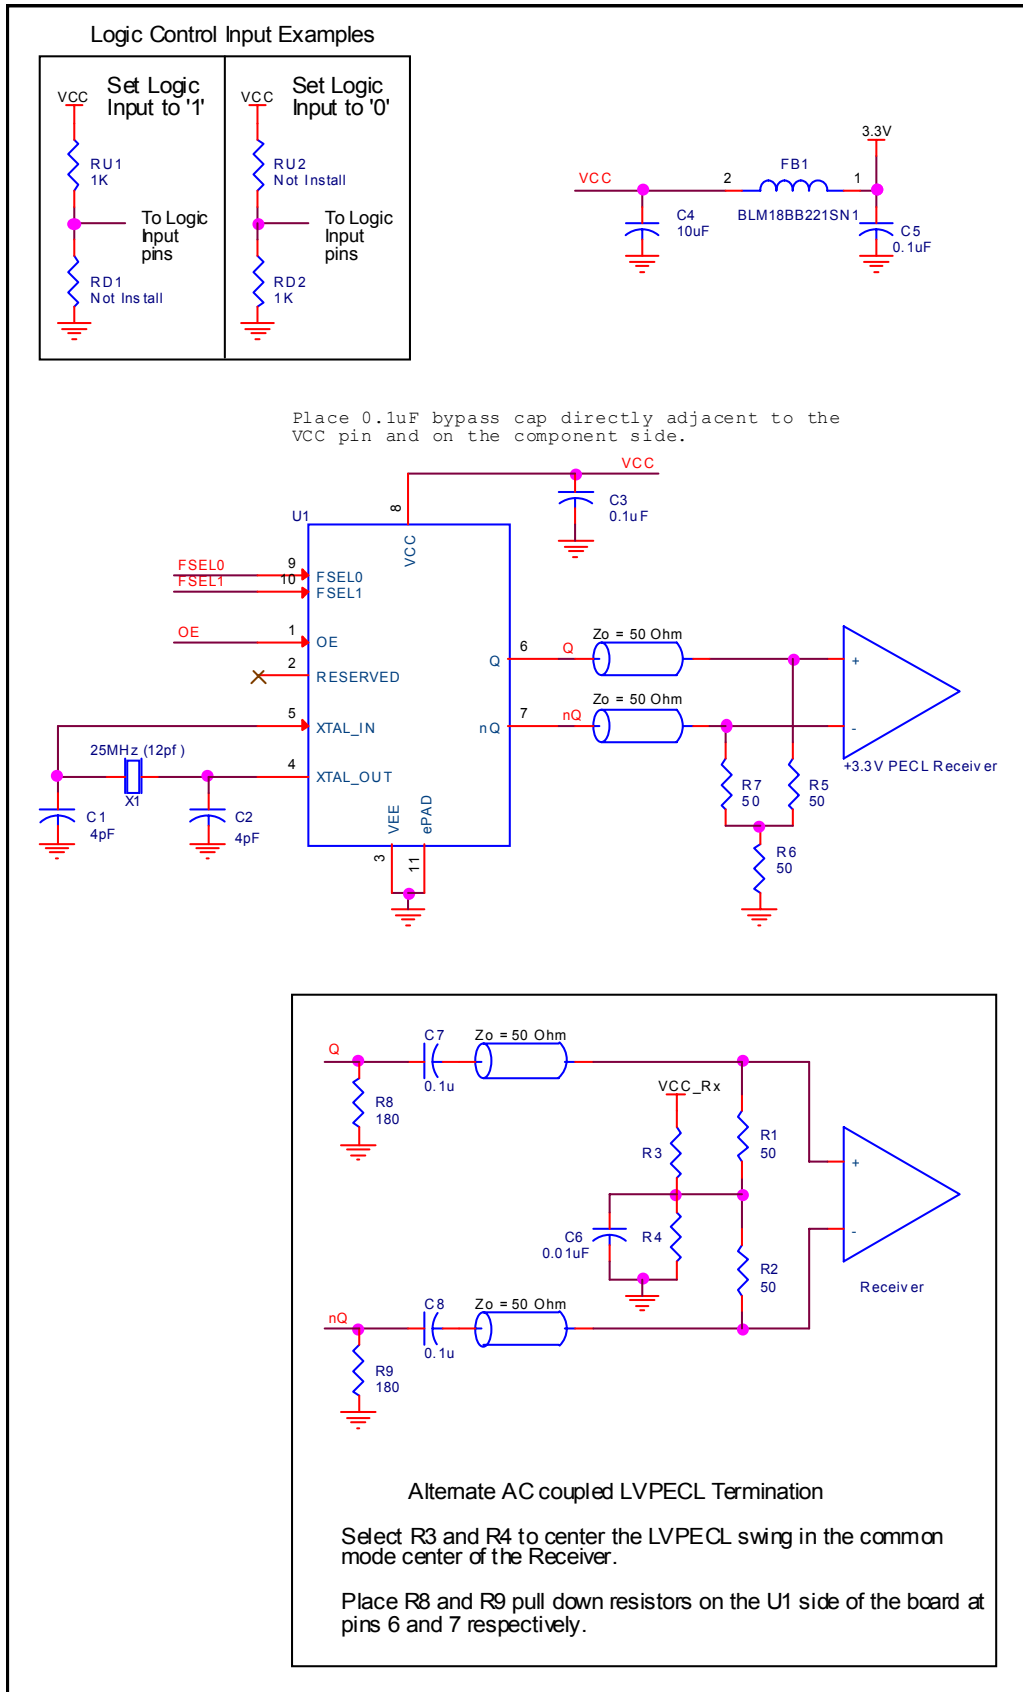 Logic Control Input Examples
Set Logic
Input to '1'
VCC
RU1
1K
To Logic
Input
pins
RD1
Not Install
Set Logic
Input to '0'
VCC
RU2
Not Install
To Logic
Input
pins
RD2
1K
3.3V
VCC
2
FB1
1
BLM18BB221SN1
C4
10uF
C5
0.1uF
Place 0.1uF bypass cap directly adjacent to the
VCC pin and on the component side.
VCC
C3
0.1uF
U1
8
VCC
FSEL0
9
FSEL0
FSEL1
10
FSEL1
OE
1
OE
2
RESERVED
5
XTAL_IN
25MHz (12pf)
X1
4
XTAL_OUT
C1
4pF
C2
4pF
VEE
3
ePAD
11
Q
6
Q
Zo = 50 Ohm
nQ
7
nQ
Zo = 50 Ohm
+
-
+3.3V PECL Receiver
R7
50
R5
50
R6
50
Q
C7
0.1u
Zo = 50 Ohm
R8
180
VCC_Rx
R3
R1
50
C6
0.01uF
R4
R2
50
+
-
Receiver
nQ
C8
0.1u
Zo = 50 Ohm
R9
180
Alternate AC coupled LVPECL Termination
Select R3 and R4 to center the LVPECL swing in the common
mode center of the Receiver.
Place R8 and R9 pull down resistors on the U1 side of the board at
pins 6 and 7 respectively.